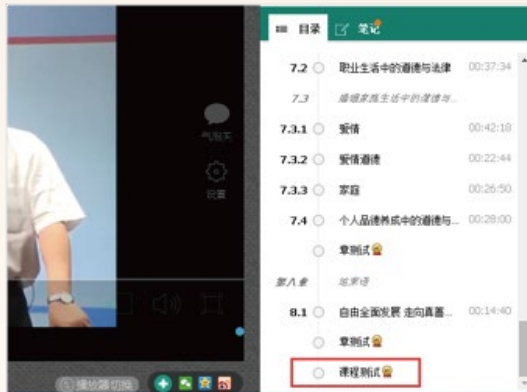 目录
笔记
7.2 职业生活中的道德与法律 00:37:34
7.3 婚姻家庭生活中的道德与...
7.3.1 爱情 00:42:18
7.3.2 爱情道德 00:22:44
7.3.3 家庭 00:26:50
7.4 个人品德养成中的道德与... 00:28:00
章测试
第八章 结束语
8.1 自由全面发展 走向真善... 00:14:40
章测试
课程测试
设置
播放器切换